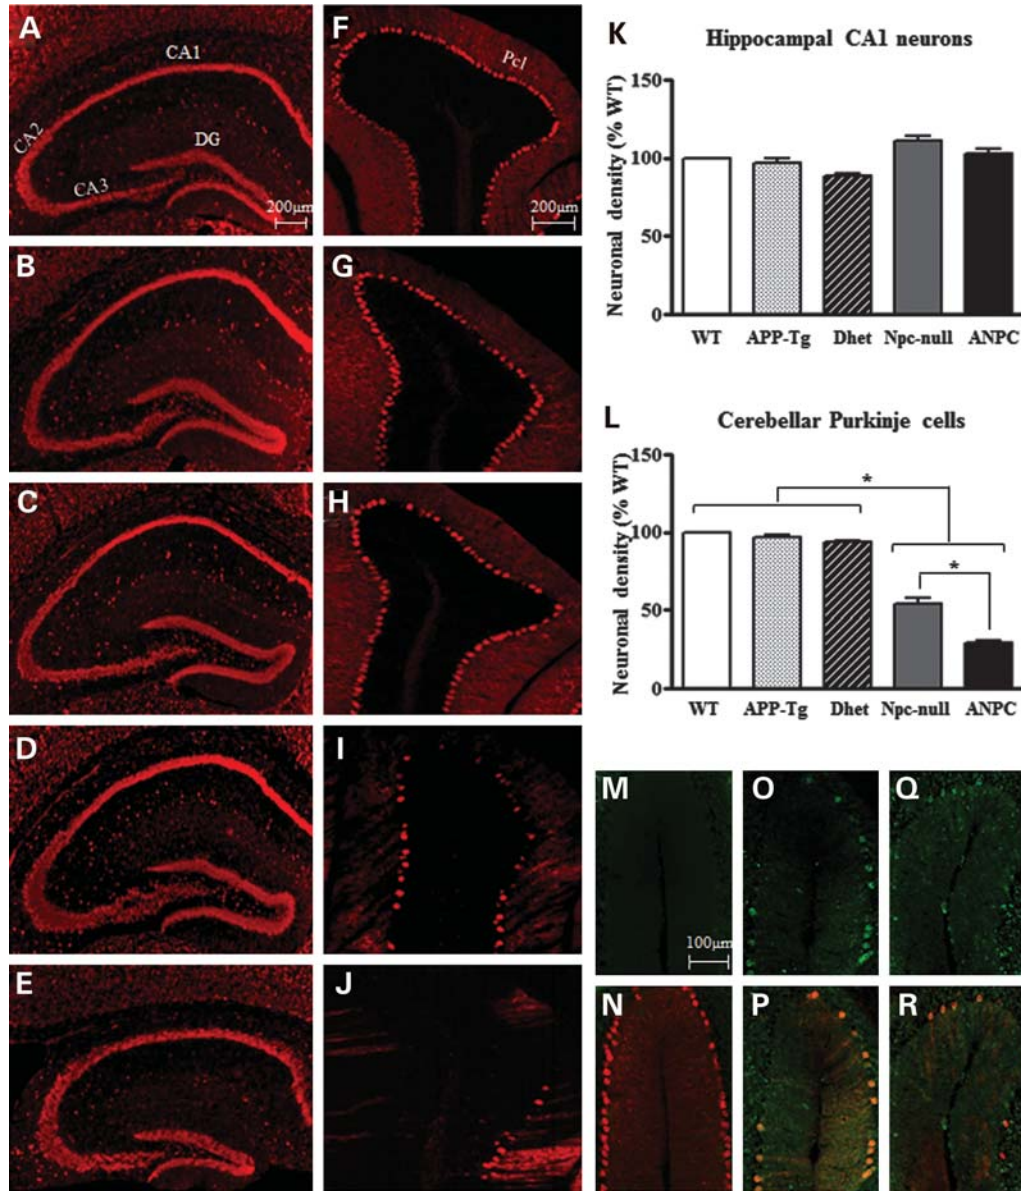 A
CA1
CA2
DG
CA3
200µm
F
Pcl
200µm
B
G
C
H
D
I
E
J
K
Hippocampal CA1 neurons
Neuronal density (% WT)
150
100
50
0
WT APP-Tg Dhet Npc-null ANPC
L
Cerebellar Purkinje cells
Neuronal density (% WT)
150
100
50
0
*
*
WT APP-Tg Dhet Npc-null ANPC
M
O
Q
100µm
N
P
R